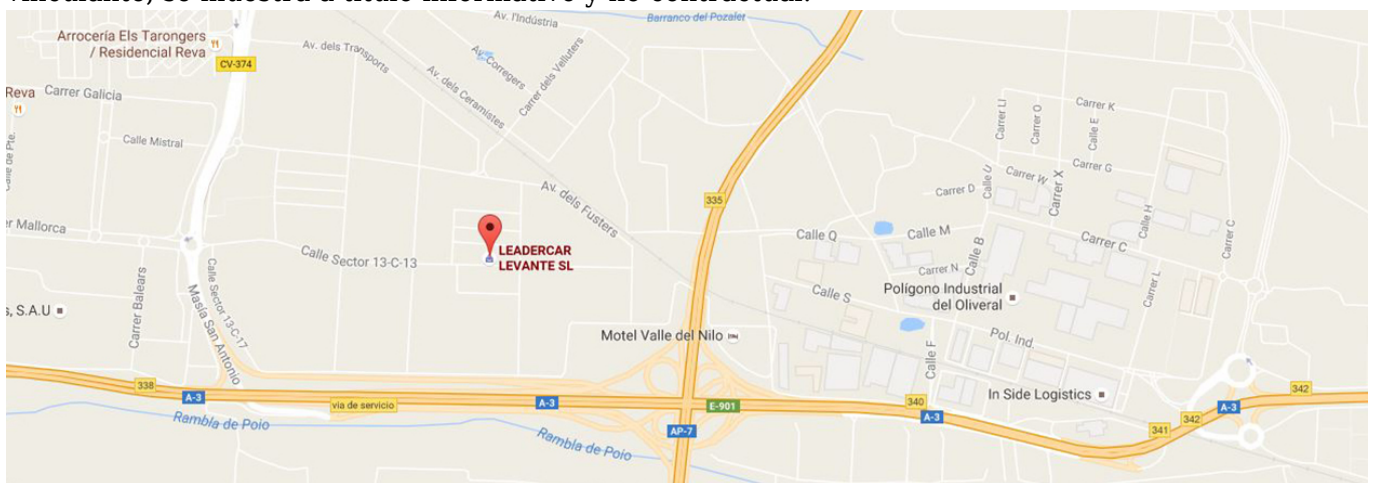 Av. l'Indústria
Barranco del Pozalet
Arrocería Els Tarongers
/ Residencial Reva
Av. dels Transports
CV-374
Av. Corregers
Carrer dels Velluters
Av. dels Ceramistes
Reva
Carrer Galicia
Calle Mistral
Carrer K
Carrer LI
Carrer O
Calle E
Carrer G
Calle U
Carrer W
Carrer X
Carrer D
335
Av. dels Fusters
Calle H
Carrer C
Mallorca
Calle Q
Calle M
Calle B
Carrer C
LEADERCAR
LEVANTE SL
Calle Sector 13-C-13
Carrer N
Carrer L
Calle Sector 13-C-17
Masía San Antonio
Carrer Balears
Calle S
Polígono Industrial
del Oliveral
s, S.A.U
Motel Valle del Nilo
Pol. Ind.
Calle F
338
A-3
via de servicio
A-3
E-901
340
A-3
In Side Logistics
342
A-3
342
341
Rambla de Poio
AP-7
Rambla de Poio